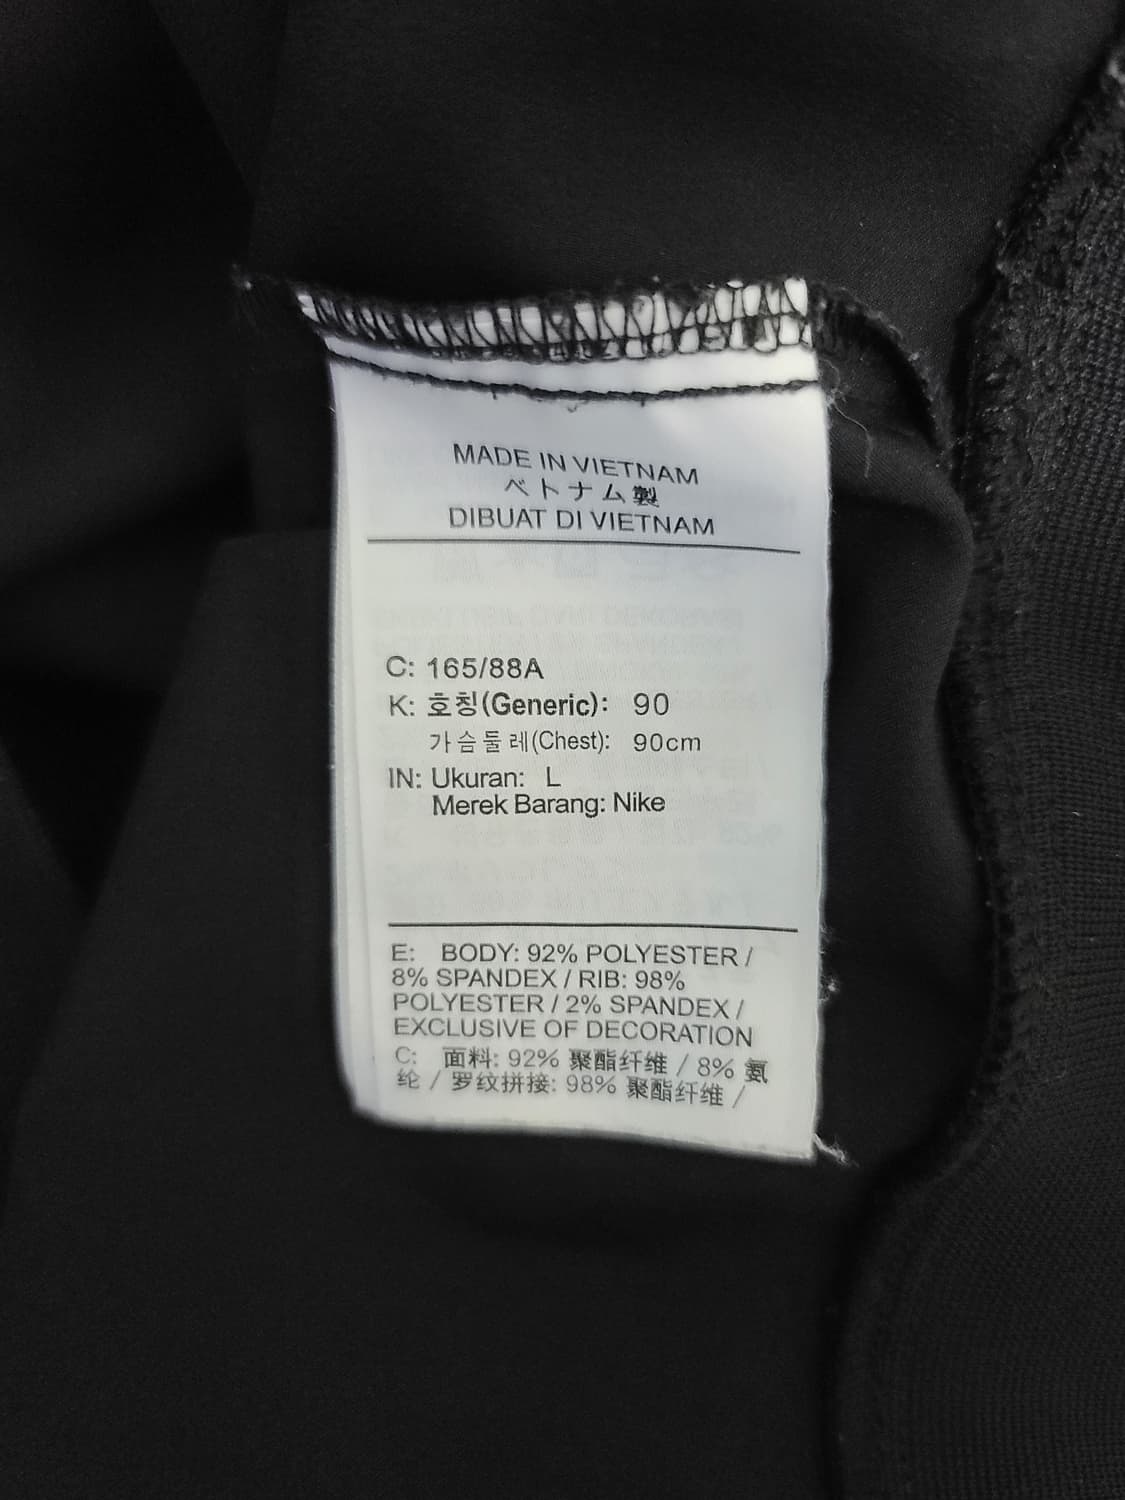 MADE IN VIETNAM
ベトナム製
DIBUAT DI VIETNAM
C: 165/88A
K: 호칭(Generic): 90
가슴둘레(Chest): 90cm
IN: Ukuran: L
Merek Barang: Nike
E: BODY: 92% POLYESTER /
8% SPANDEX / RIB: 98%
POLYESTER / 2% SPANDEX /
EXCLUSIVE OF DECORATION
C: 面料: 92% 聚酯纤维 / 8% 氨
纶 / 罗纹拼接: 98% 聚酯纤维 /